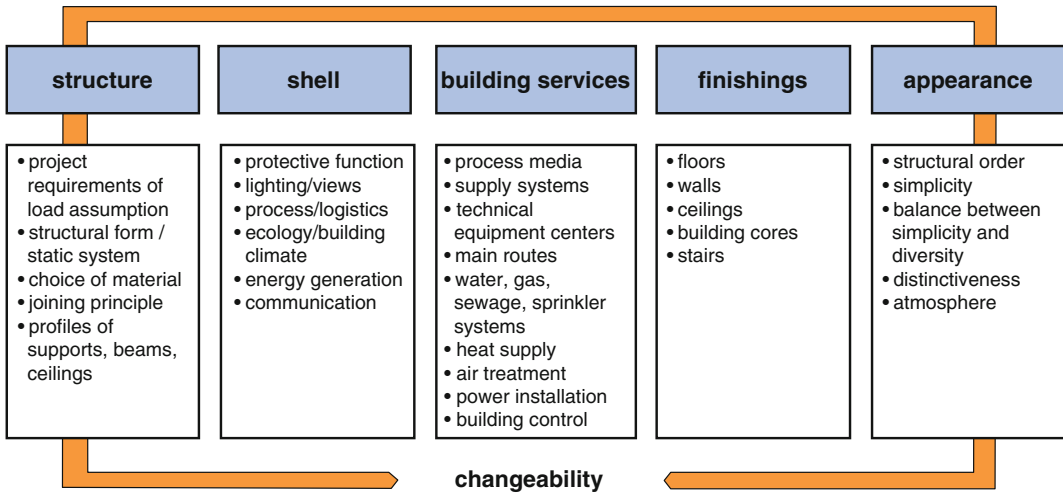 structure
shell
building services
finishings
appearance
• project
requirements of
load assumption
• structural form /
static system
• choice of material
• joining principle
• profiles of
supports, beams,
ceilings
• protective function
• lighting/views
• process/logistics
• ecology/building
climate
• energy generation
• communication
• process media
• supply systems
• technical
equipment centers
• main routes
• water, gas,
sewage, sprinkler
systems
• heat supply
• air treatment
• power installation
• building control
• floors
• walls
• ceilings
• building cores
• stairs
• structural order
• simplicity
• balance between
simplicity and
diversity
• distinctiveness
• atmosphere
changeability